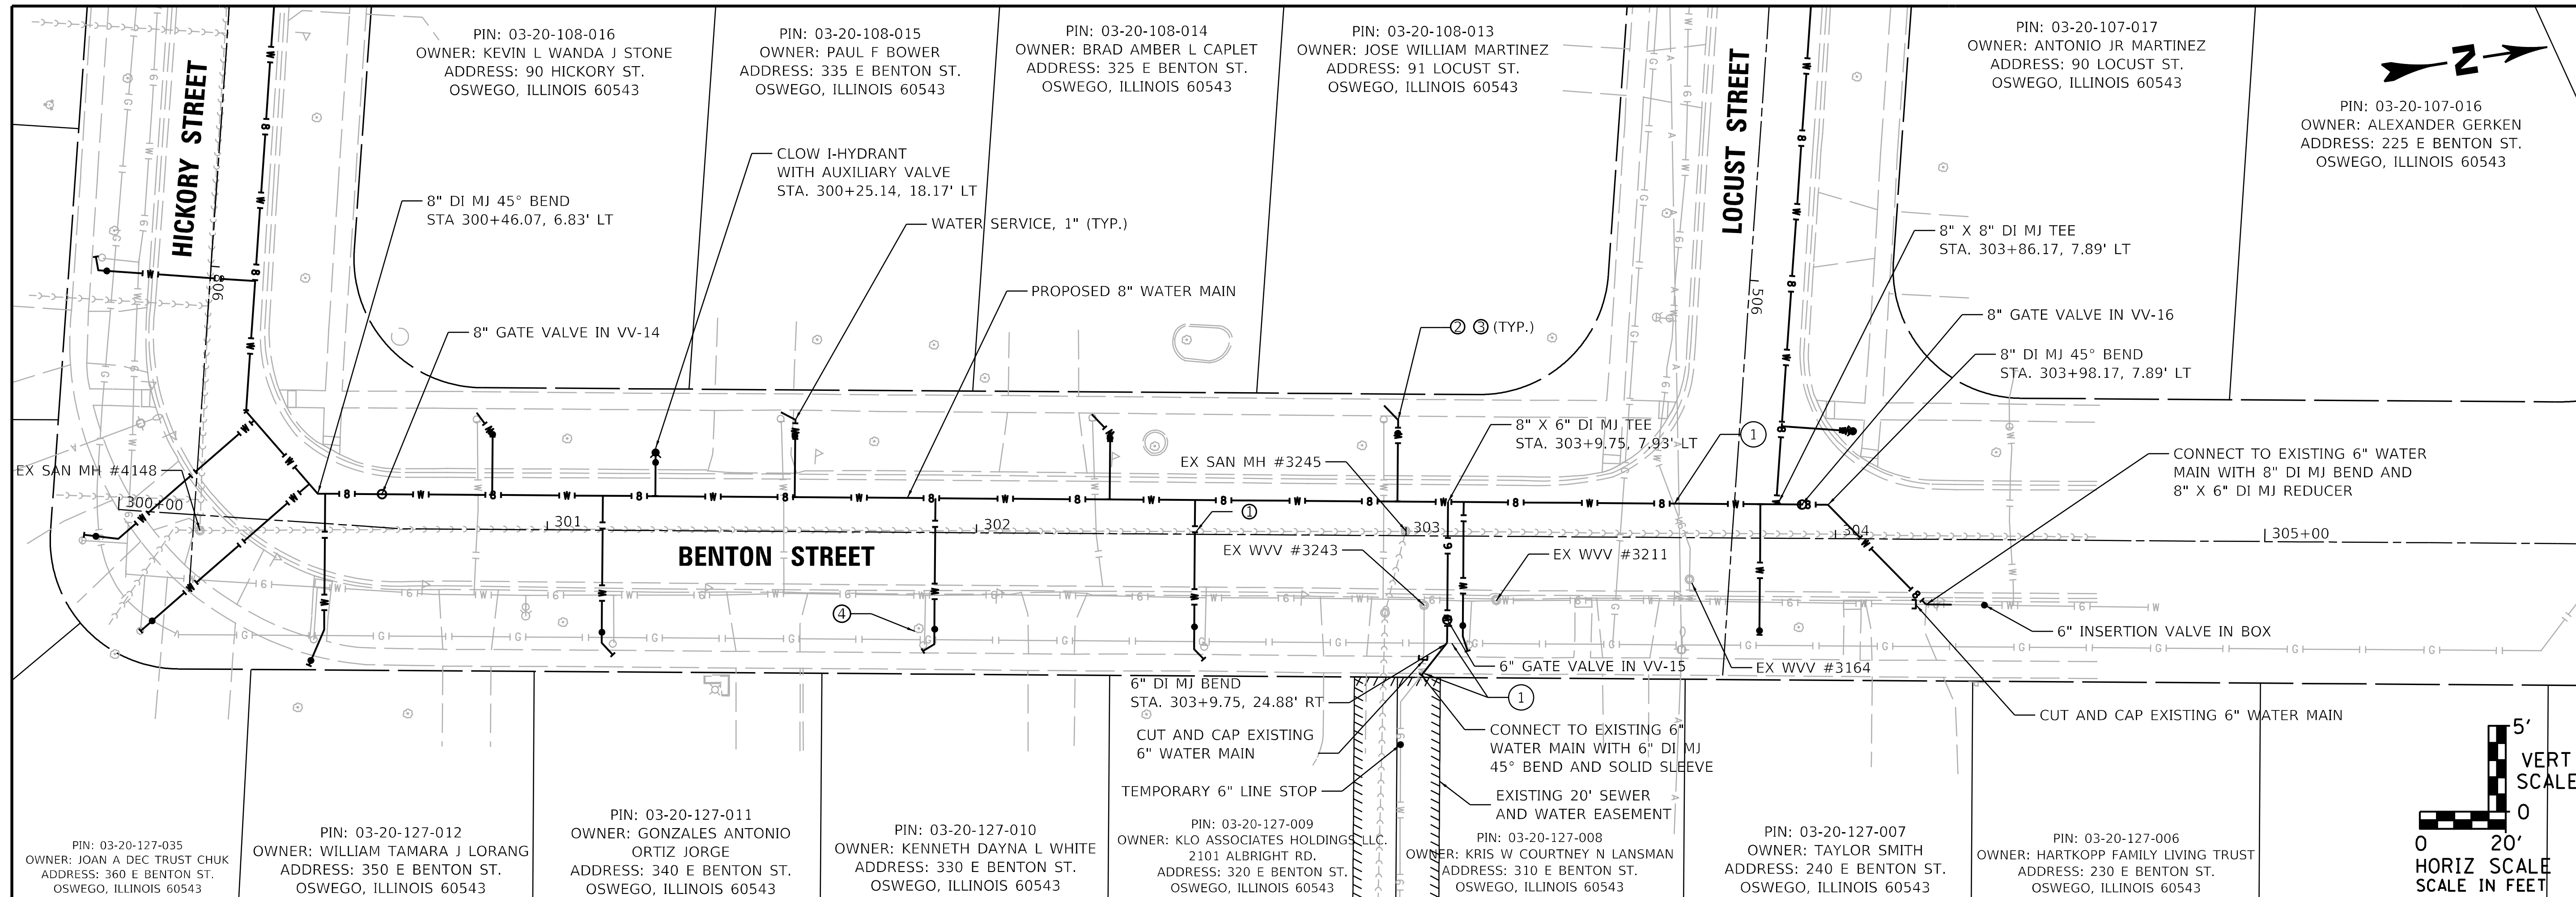 PIN: 03-20-108-016
OWNER: KEVIN L WANDA J STONE
ADDRESS: 90 HICKORY ST.
OSWEGO, ILLINOIS 60543
PIN: 03-20-108-015
OWNER: PAUL F BOWER
ADDRESS: 335 E BENTON ST.
OSWEGO, ILLINOIS 60543
PIN: 03-20-108-014
OWNER: BRAD AMBER L CAPLET
ADDRESS: 325 E BENTON ST.
OSWEGO, ILLINOIS 60543
PIN: 03-20-108-013
OWNER: JOSE WILLIAM MARTINEZ
ADDRESS: 91 LOCUST ST.
OSWEGO, ILLINOIS 60543
PIN: 03-20-107-017
OWNER: ANTONIO JR MARTINEZ
ADDRESS: 90 LOCUST ST.
OSWEGO, ILLINOIS 60543
N
PIN: 03-20-107-016
OWNER: ALEXANDER GERKEN
ADDRESS: 225 E BENTON ST.
OSWEGO, ILLINOIS 60543
HICKORY STREET
LOCUST STREET
CLOW I-HYDRANT
WITH AUXILIARY VALVE
STA. 300+25.14, 18.17' LT
8" DI MJ 45° BEND
STA 300+46.07, 6.83' LT
WATER SERVICE, 1" (TYP.)
8" X 8" DI MJ TEE
STA. 303+86.17, 7.89' LT
906
506
PROPOSED 8" WATER MAIN
8" GATE VALVE IN VV-14
2 3 (TYP.)
8" GATE VALVE IN VV-16
8" DI MJ 45° BEND
STA. 303+98.17, 7.89' LT
8" X 6" DI MJ TEE
STA. 303+9.75, 7.93' LT
1
EX SAN MH #4148
EX SAN MH #3245
CONNECT TO EXISTING 6" WATER
MAIN WITH 8" DI MJ BEND AND
8" X 6" DI MJ REDUCER
300+00
301
302
303
304
305+00
1
BENTON STREET
EX WVV #3243
EX WVV #3211
4
6" INSERTION VALVE IN BOX
6" GATE VALVE IN VV-15
EX WVV #3164
6" DI MJ BEND
STA. 303+9.75, 24.88' RT
1
CUT AND CAP EXISTING 6" WATER MAIN
CUT AND CAP EXISTING
6" WATER MAIN
CONNECT TO EXISTING 6"
WATER MAIN WITH 6" DI MJ
45° BEND AND SOLID SLEEVE
TEMPORARY 6" LINE STOP
EXISTING 20' SEWER
AND WATER EASEMENT
5'
VERT
SCALE
0
0 20'
HORIZ SCALE
SCALE IN FEET
PIN: 03-20-127-035
OWNER: JOAN A DEC TRUST CHUK
ADDRESS: 360 E BENTON ST.
OSWEGO, ILLINOIS 60543
PIN: 03-20-127-012
OWNER: WILLIAM TAMARA J LORANG
ADDRESS: 350 E BENTON ST.
OSWEGO, ILLINOIS 60543
PIN: 03-20-127-011
OWNER: GONZALES ANTONIO
ORTIZ JORGE
ADDRESS: 340 E BENTON ST.
OSWEGO, ILLINOIS 60543
PIN: 03-20-127-010
OWNER: KENNETH DAYNA L WHITE
ADDRESS: 330 E BENTON ST.
OSWEGO, ILLINOIS 60543
PIN: 03-20-127-009
OWNER: KLO ASSOCIATES HOLDINGS LLC.
2101 ALBRIGHT RD.
ADDRESS: 320 E BENTON ST.
OSWEGO, ILLINOIS 60543
PIN: 03-20-127-008
OWNER: KRIS W COURTNEY N LANSMAN
ADDRESS: 310 E BENTON ST.
OSWEGO, ILLINOIS 60543
PIN: 03-20-127-007
OWNER: TAYLOR SMITH
ADDRESS: 240 E BENTON ST.
OSWEGO, ILLINOIS 60543
PIN: 03-20-127-006
OWNER: HARTKOPP FAMILY LIVING TRUST
ADDRESS: 230 E BENTON ST.
OSWEGO, ILLINOIS 60543